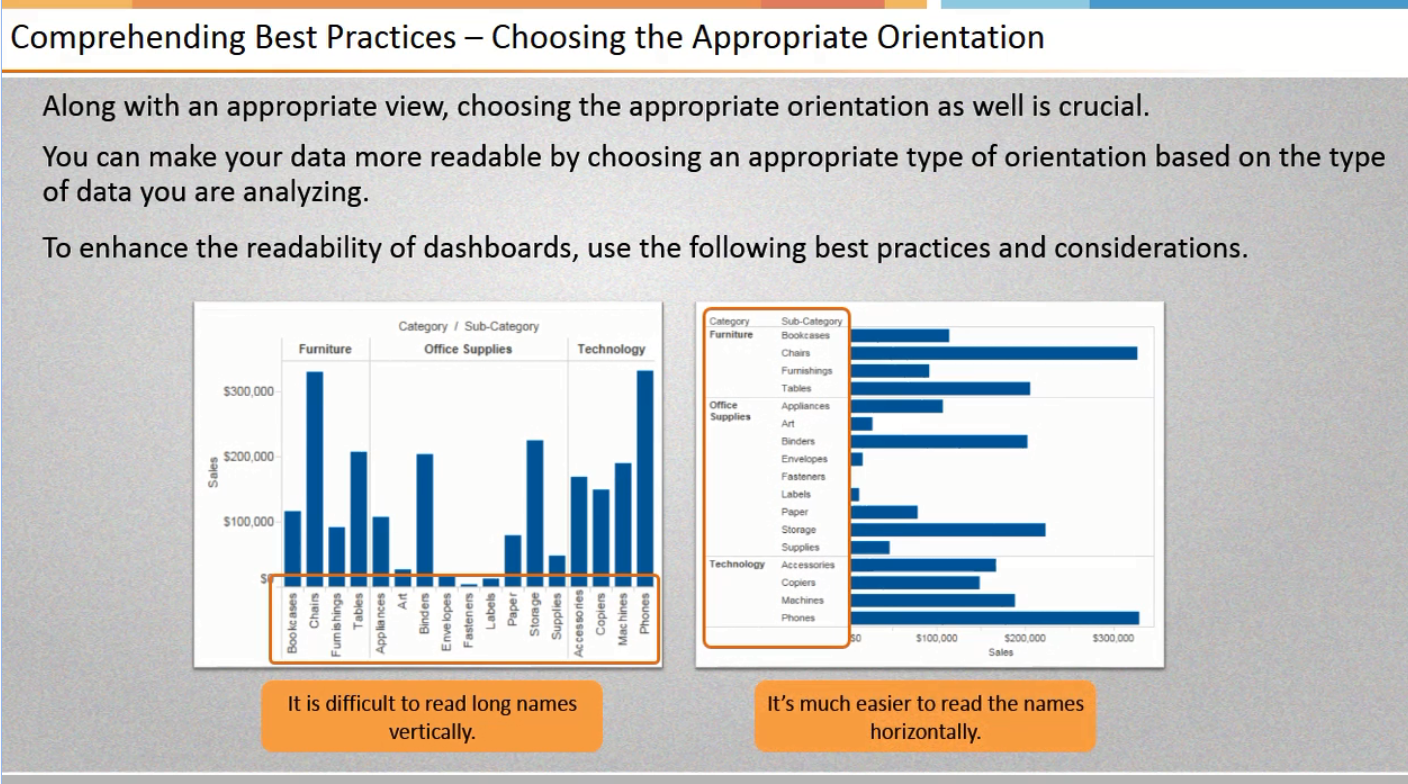 Comprehending Best Practices – Choosing the Appropriate Orientation
Along with an appropriate view, choosing the appropriate orientation as well is crucial.
You can make your data more readable by choosing an appropriate type of orientation based on the type
of data you are analyzing.
To enhance the readability of dashboards, use the following best practices and considerations.
Category / Sub-Category
Furniture Office Supplies Technology
$300,000
$200,000
$100,000
Sales
Bookcases
Chairs
Furnishings
Tables
Appliances
Art
Binders
Envelopes
Fasteners
Labels
Paper
Storage
Supplies
Accessories
Copiers
Machines
Phones
It is difficult to read long names
vertically.
Category Sub-Category
Furniture Bookcases
Chairs
Furnishings
Tables
Office Appliances
Supplies
Art
Binders
Envelopes
Fasteners
Labels
Paper
Storage
Supplies
Technology Accessories
Copiers
Machines
Phones
$100,000 $200,000 $300,000
Sales
It’s much easier to read the names
horizontally.